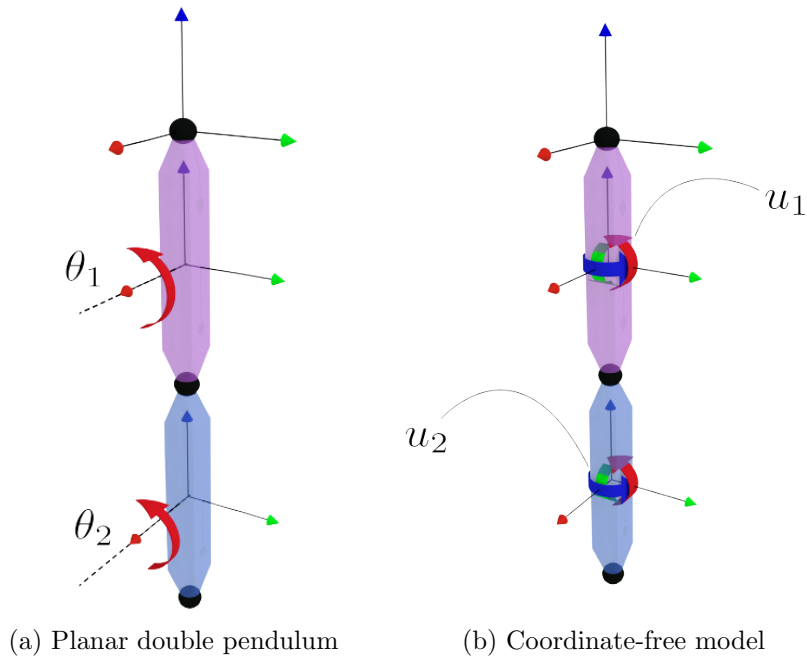 θ₁
θ₂
(a) Planar double pendulum
u₁
u₂
(b) Coordinate-free model